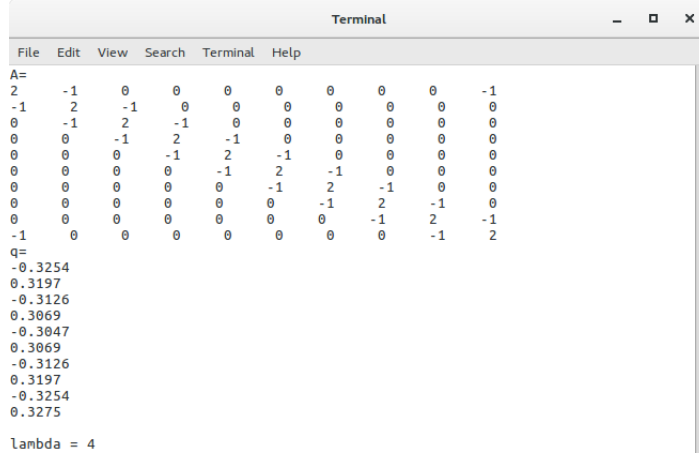 Terminal
File Edit View Search Terminal Help
A=
2 -1 0 0 0 0 0 0 0 -1
-1 2 -1 0 0 0 0 0 0 0
0 -1 2 -1 0 0 0 0 0 0
0 0 -1 2 -1 0 0 0 0 0
0 0 0 -1 2 -1 0 0 0 0
0 0 0 0 -1 2 -1 0 0 0
0 0 0 0 0 -1 2 -1 0 0
0 0 0 0 0 0 -1 2 -1 0
0 0 0 0 0 0 0 -1 2 -1
-1 0 0 0 0 0 0 0 -1 2
q=
-0.3254
0.3197
-0.3126
0.3069
-0.3047
0.3069
-0.3126
0.3197
-0.3254
0.3275
lambda = 4